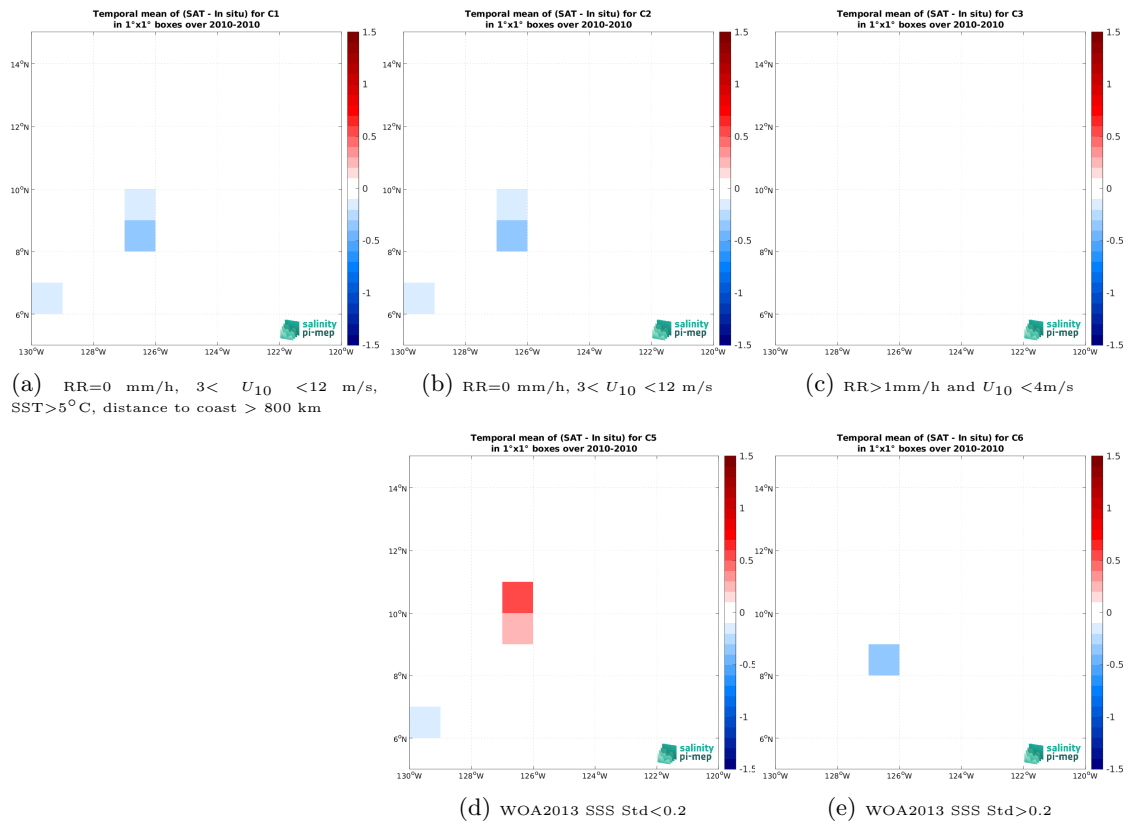 Temporal mean of (SAT - In situ) for C1
in 1°x1° boxes over 2010-2010
14°N
12°N
10°N
8°N
6°N
130°W 128°W 126°W 124°W 122°W 120°W
1.5
1
0.5
0
-0.5
-1
-1.5
salinity
pi-mep
(a) RR=0 mm/h, 3< U10 <12 m/s,
SST>5°C, distance to coast > 800 km
Temporal mean of (SAT - In situ) for C2
in 1°x1° boxes over 2010-2010
14°N
12°N
10°N
8°N
6°N
130°W 128°W 126°W 124°W 122°W 120°W
1.5
1
0.5
0
-0.5
-1
-1.5
salinity
pi-mep
(b) RR=0 mm/h, 3< U10 <12 m/s
Temporal mean of (SAT - In situ) for C3
in 1°x1° boxes over 2010-2010
14°N
12°N
10°N
8°N
6°N
130°W 128°W 126°W 124°W 122°W 120°W
1.5
1
0.5
0
-0.5
-1
-1.5
salinity
pi-mep
(c) RR>1mm/h and U10 <4m/s
Temporal mean of (SAT - In situ) for C5
in 1°x1° boxes over 2010-2010
14°N
12°N
10°N
8°N
6°N
130°W 128°W 126°W 124°W 122°W 120°W
1.5
1
0.5
0
-0.5
-1
-1.5
salinity
pi-mep
(d) WOA2013 SSS Std<0.2
Temporal mean of (SAT - In situ) for C6
in 1°x1° boxes over 2010-2010
14°N
12°N
10°N
8°N
6°N
130°W 128°W 126°W 124°W 122°W 120°W
1.5
1
0.5
0
-0.5
-1
-1.5
salinity
pi-mep
(e) WOA2013 SSS Std>0.2